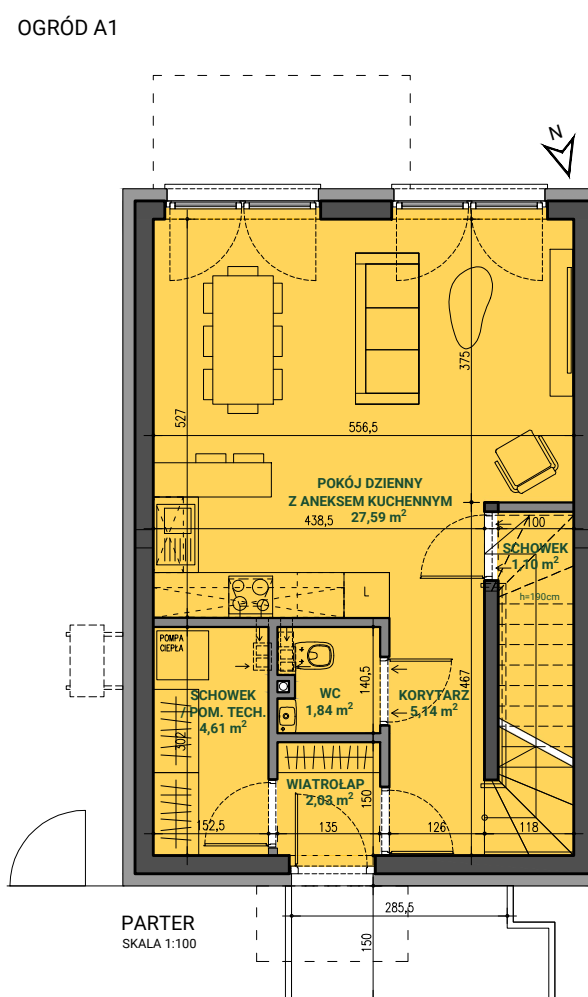 OGRÓD A1
N
375
527
556,5
POKÓJ DZIENNY
Z ANEKSEM KUCHENNYM
27,59 m²
438,5
100
SCHOWEK
1,10 m²
h=190cm
L
POMPA
CIEPŁA
SCHOWEK
/ POM. TECH.
4,61 m²
302
WC
1,84 m²
140,5
KORYTARZ
5,14 m²
467
WIATROŁAP
2,03 m²
150
152,5
135
126
118
285,5
150
PARTER
SKALA 1:100